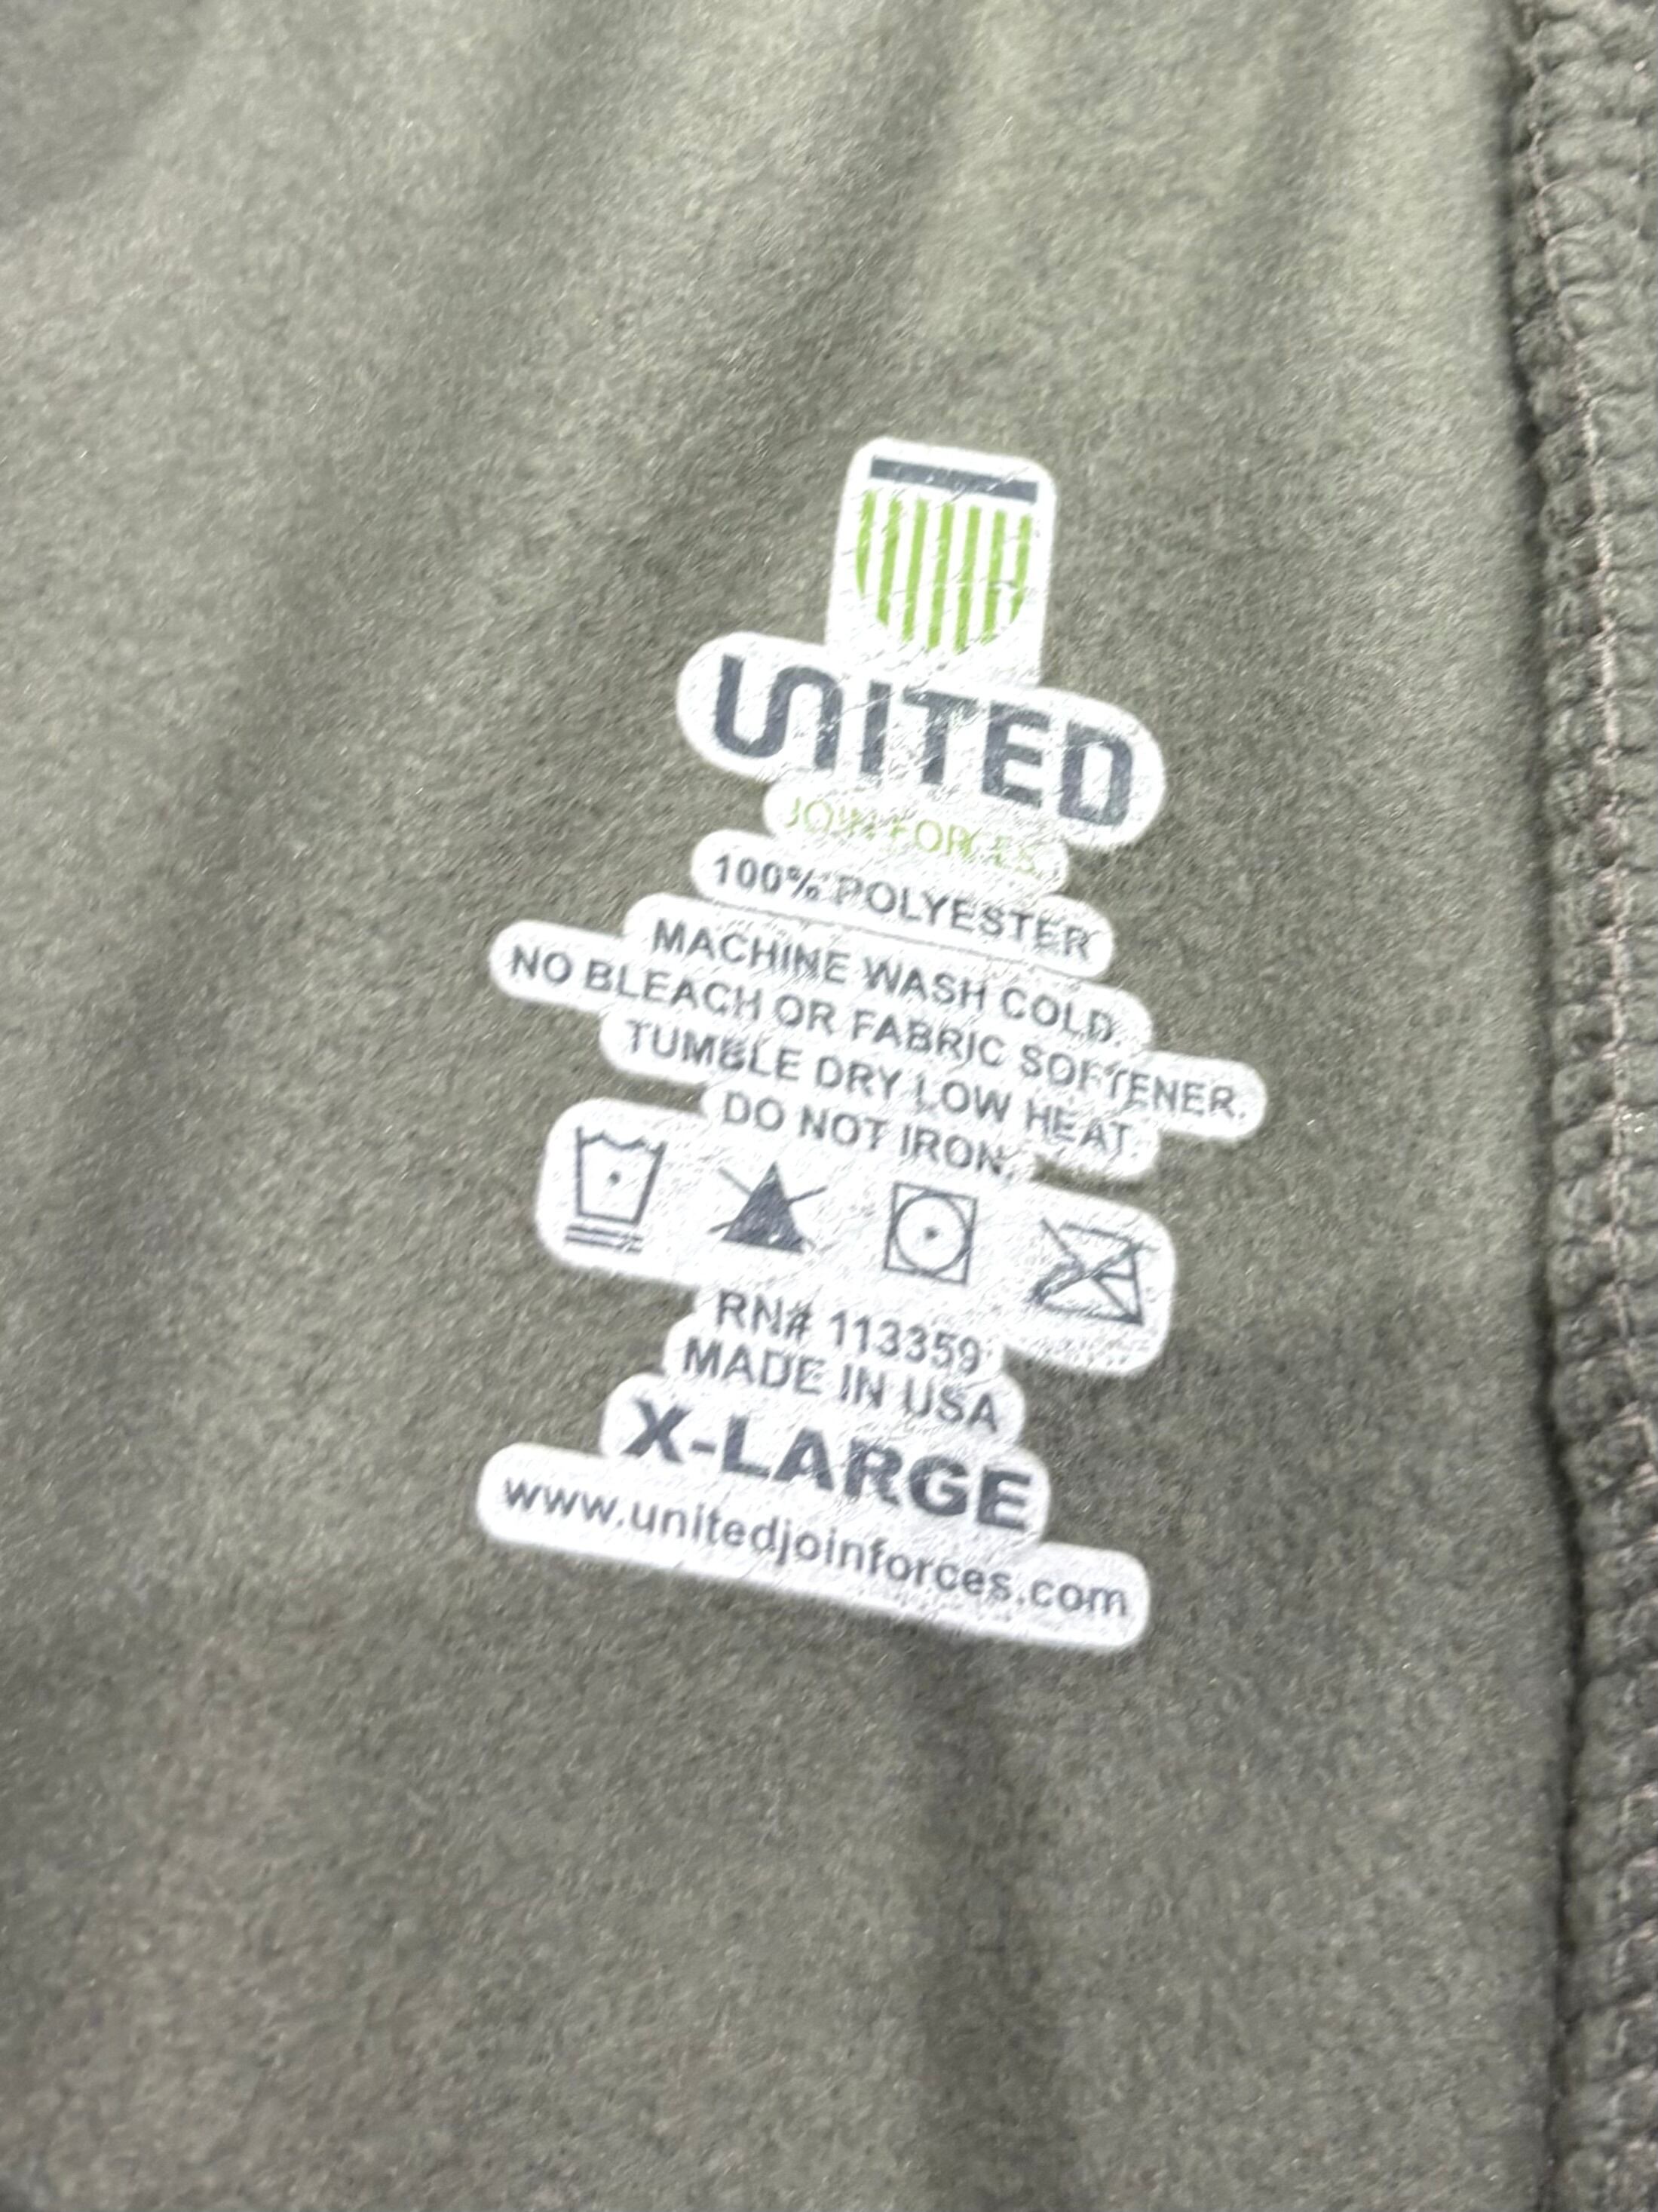 UNITED
JOIN FORCES.
100% POLYESTER
MACHINE WASH COLD.
NO BLEACH OR FABRIC SOFTENER.
TUMBLE DRY LOW HEAT.
DO NOT IRON.
RN# 113359
MADE IN USA
X-LARGE
www.unitedjoinforces.com